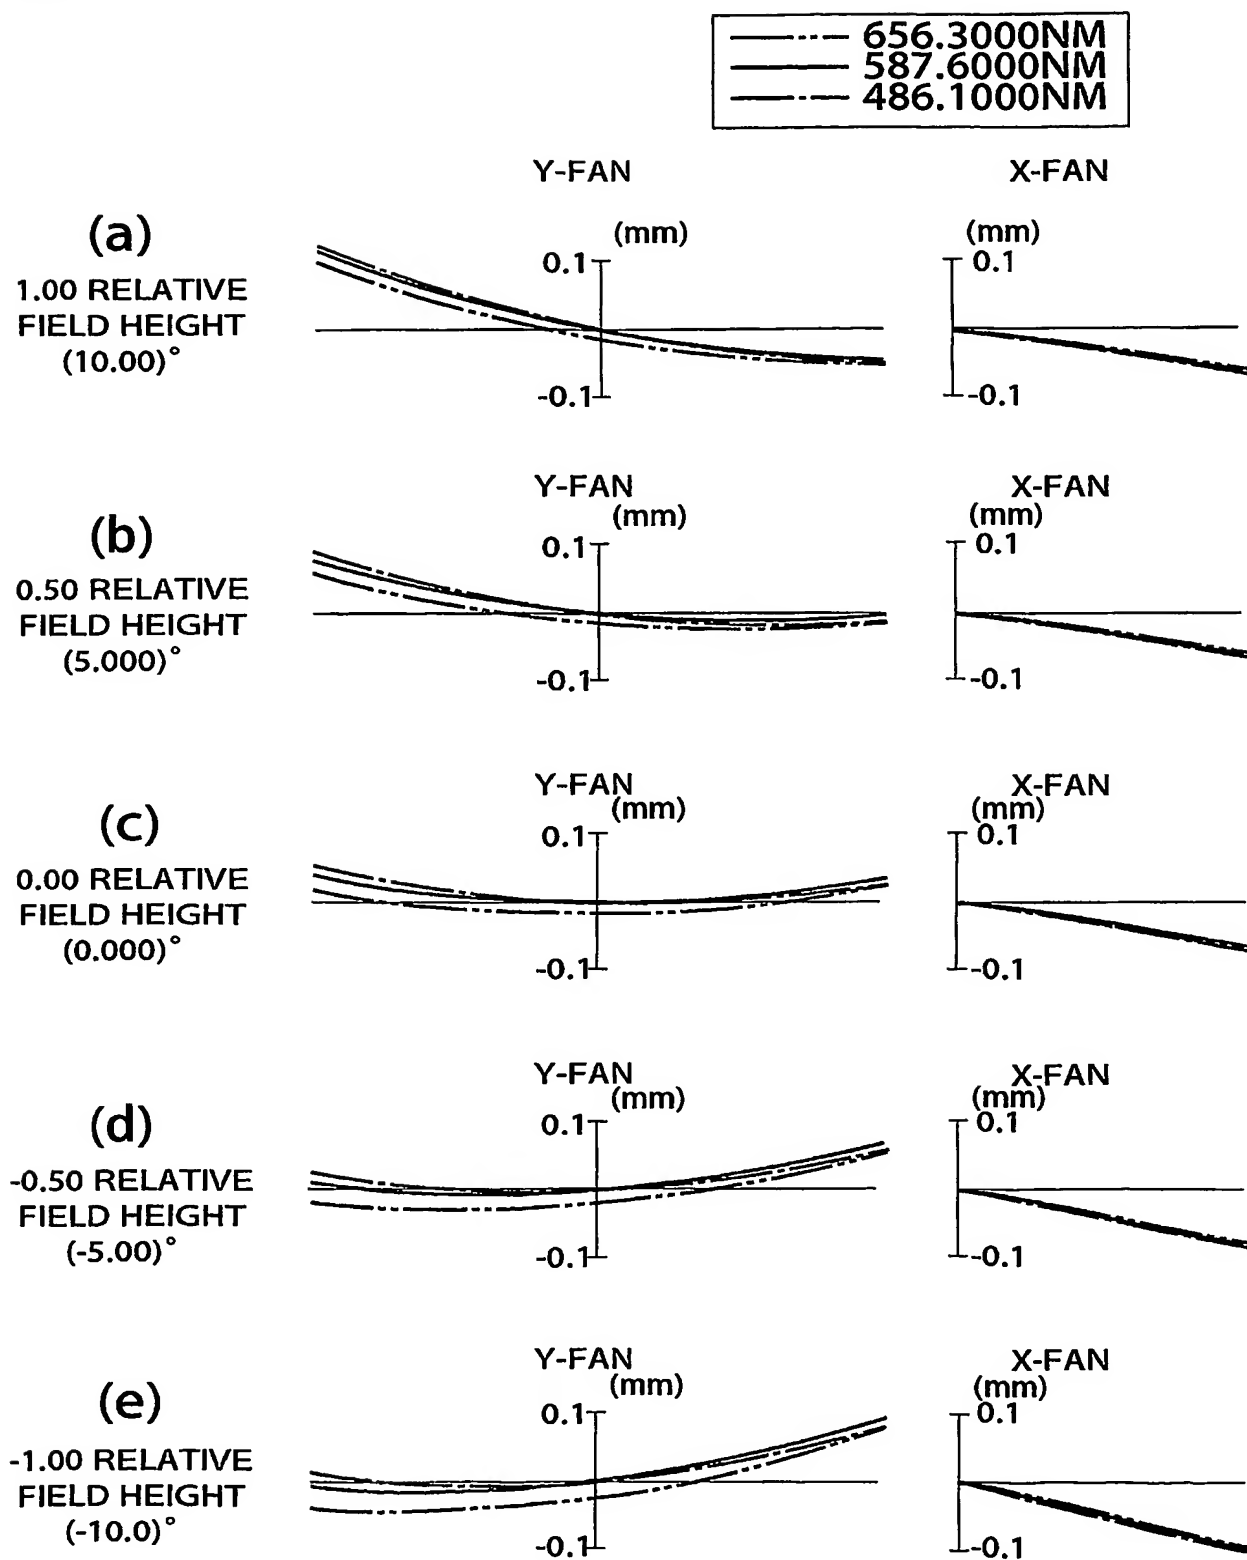 656.3000NM
587.6000NM
486.1000NM
Y-FAN X-FAN
(a)
1.00 RELATIVE
FIELD HEIGHT
(10.00)°
(mm) (mm)
0.1 0.1
-0.1 -0.1
Y-FAN X-FAN
(b)
0.50 RELATIVE
FIELD HEIGHT
(5.000)°
(mm) (mm)
0.1 0.1
-0.1 -0.1
Y-FAN X-FAN
(c)
0.00 RELATIVE
FIELD HEIGHT
(0.000)°
(mm) (mm)
0.1 0.1
-0.1 -0.1
Y-FAN X-FAN
(d)
-0.50 RELATIVE
FIELD HEIGHT
(-5.00)°
(mm) (mm)
0.1 0.1
-0.1 -0.1
Y-FAN X-FAN
(e)
-1.00 RELATIVE
FIELD HEIGHT
(-10.0)°
(mm) (mm)
0.1 0.1
-0.1 -0.1